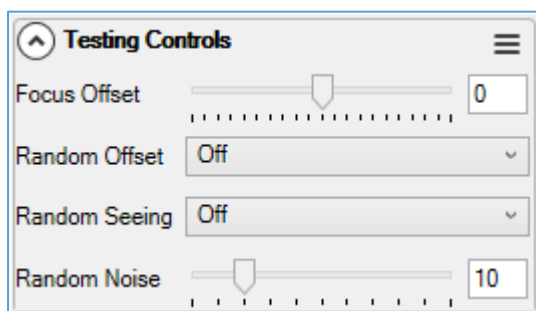 Testing Controls
Focus Offset 0
Random Offset Off
Random Seeing Off
Random Noise 10